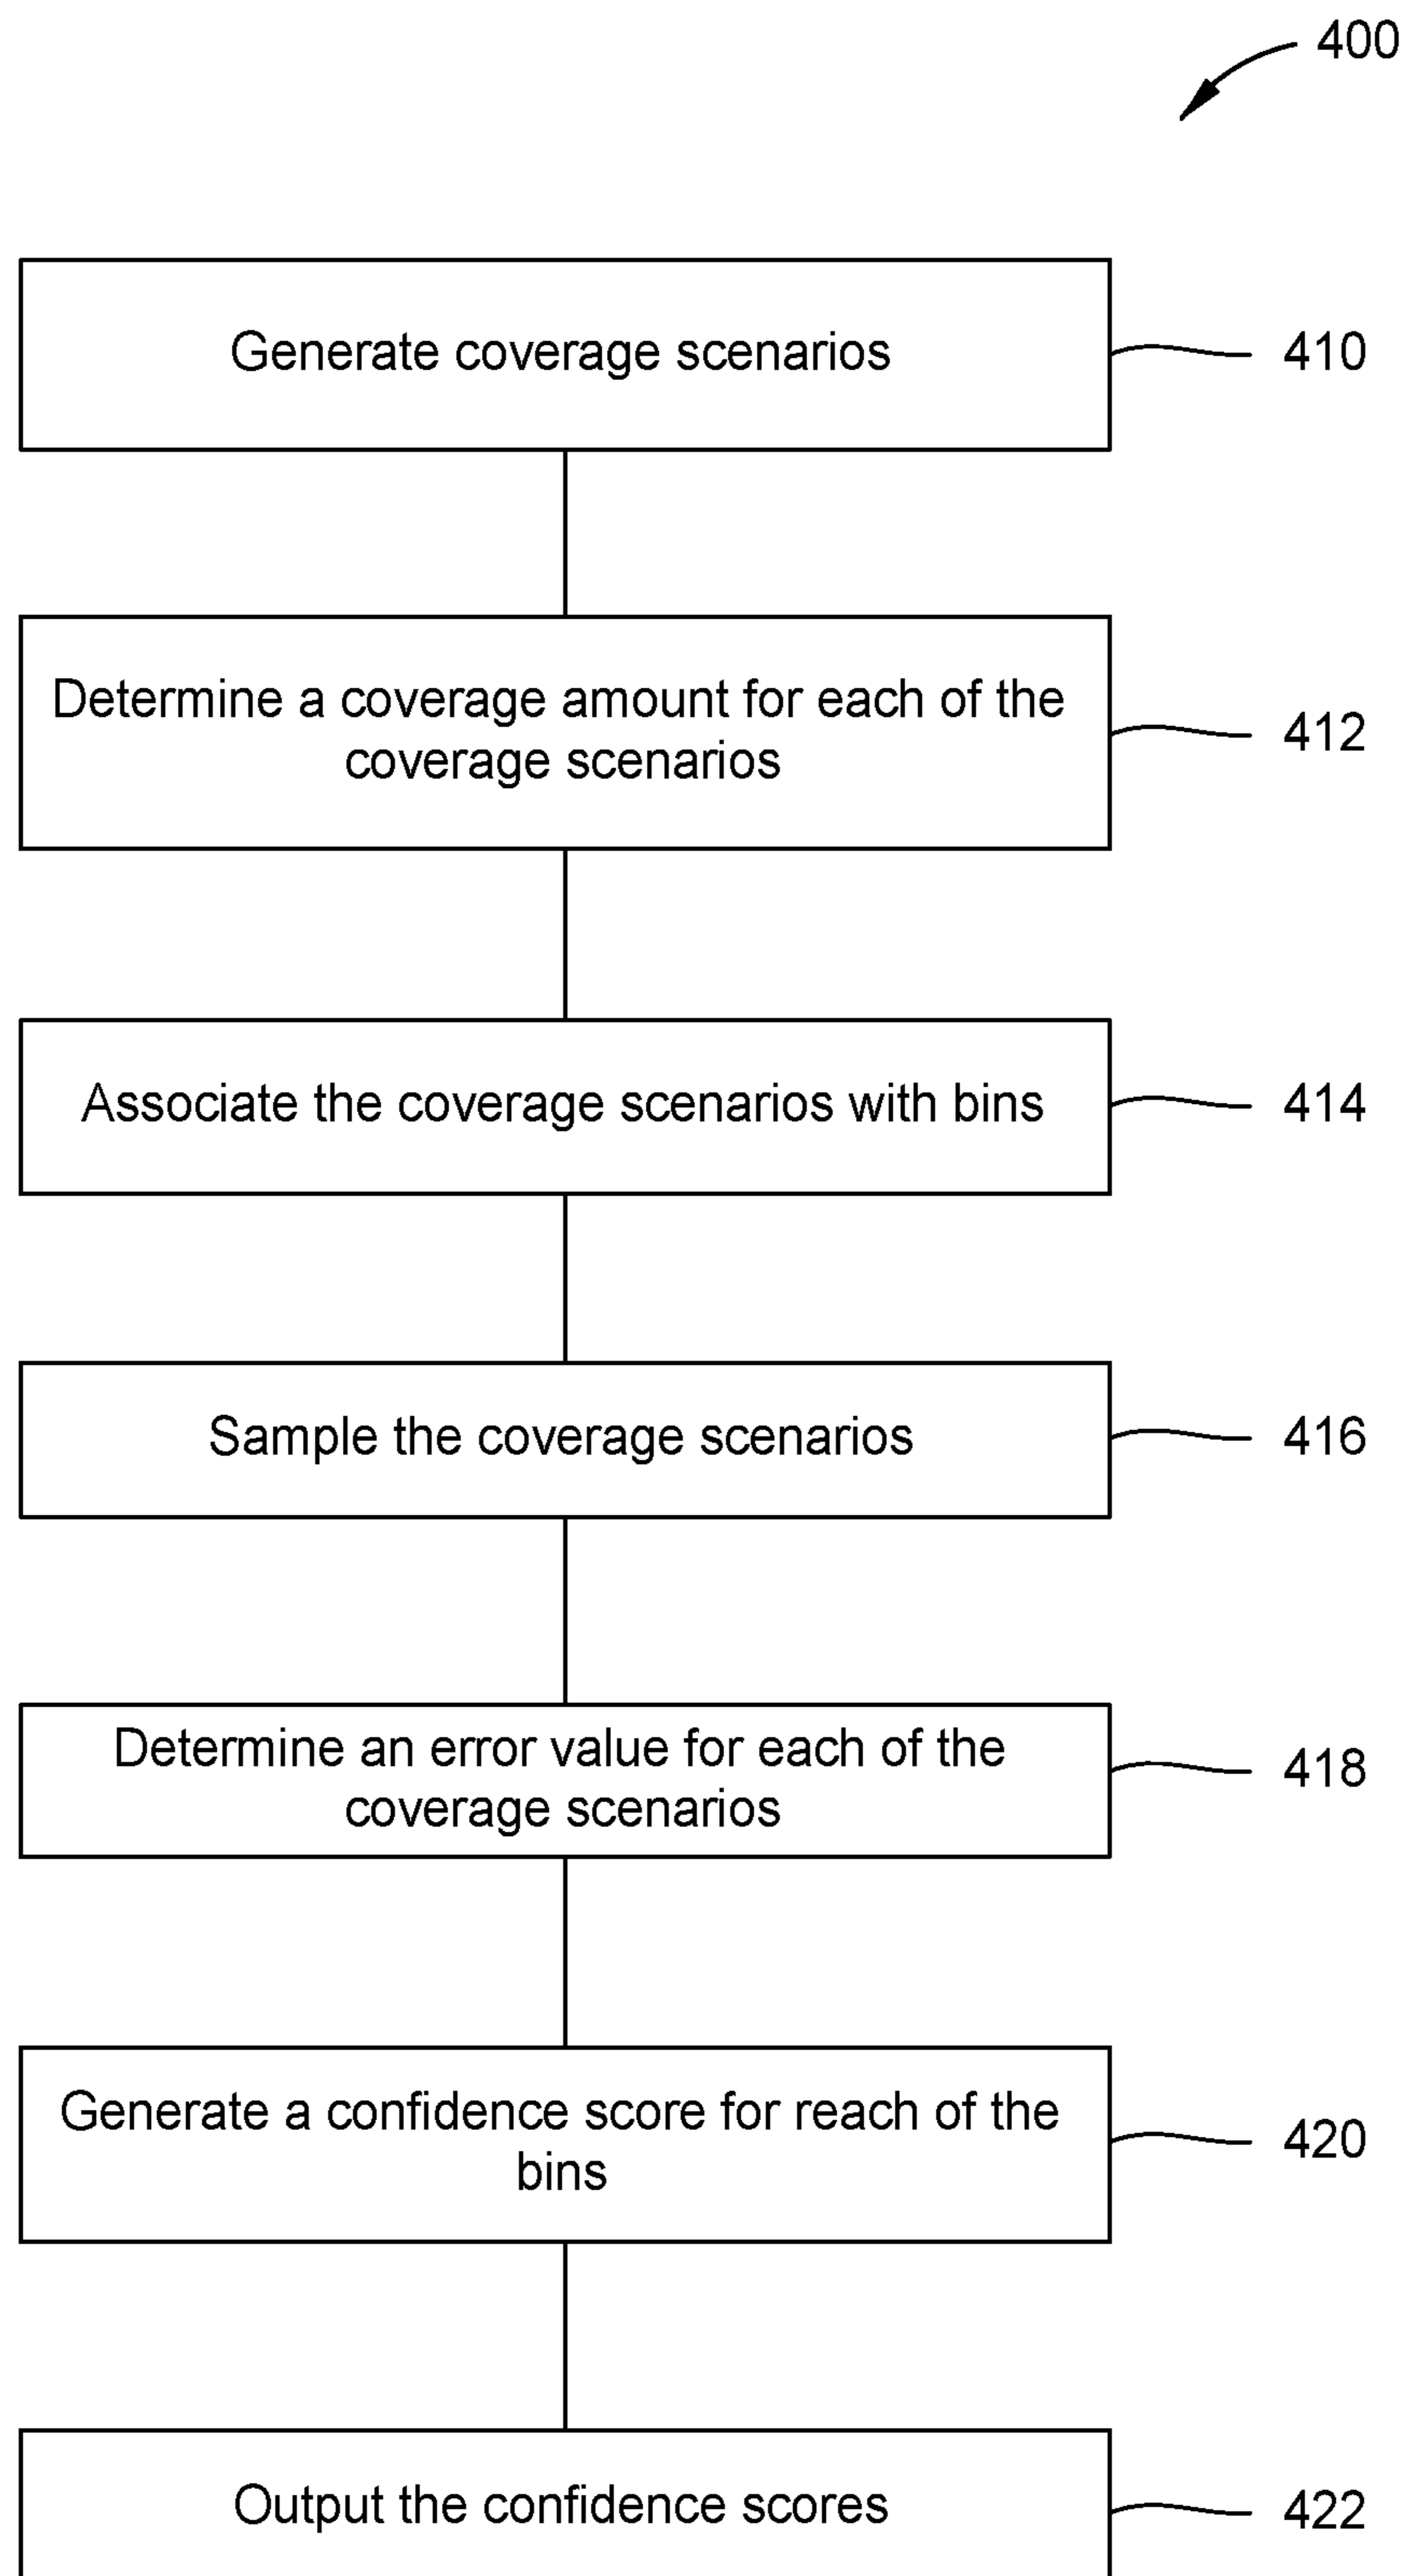 400
Generate coverage scenarios
410
Determine a coverage amount for each of the
coverage scenarios
412
Associate the coverage scenarios with bins
414
Sample the coverage scenarios
416
Determine an error value for each of the
coverage scenarios
418
Generate a confidence score for reach of the
bins
420
Output the confidence scores
422